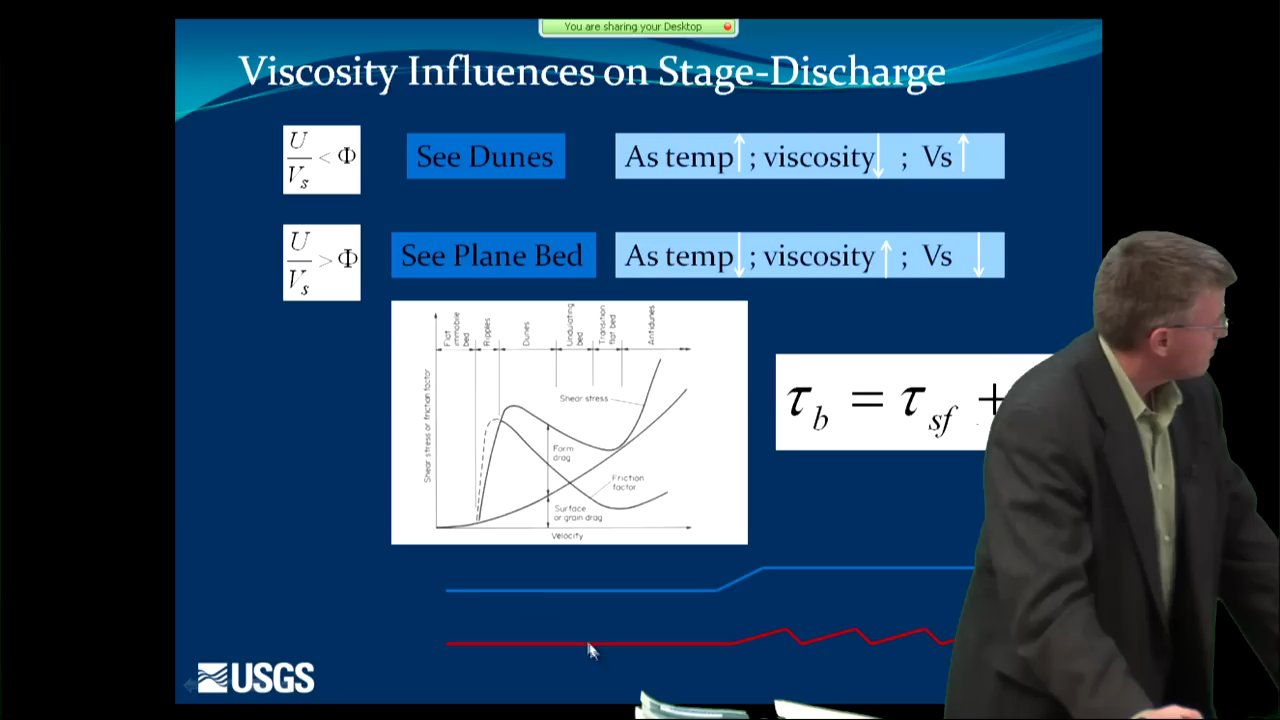 You are sharing your Desktop
Viscosity Influences on Stage-Discharge
U/Vs < Φ
See Dunes
As temp↑ ; viscosity↓ ; Vs ↑
U/Vs > Φ
See Plane Bed
As temp↓ ; viscosity ↑ ; Vs ↓
Flat immobile bed
Ripples
Dunes
Undulating bed
Transition flat bed
Antidunes
Shear stress or friction factor
Shear stress
Form
drag
Friction
factor
Surface
or grain drag
Velocity
τb = τsf +
USGS